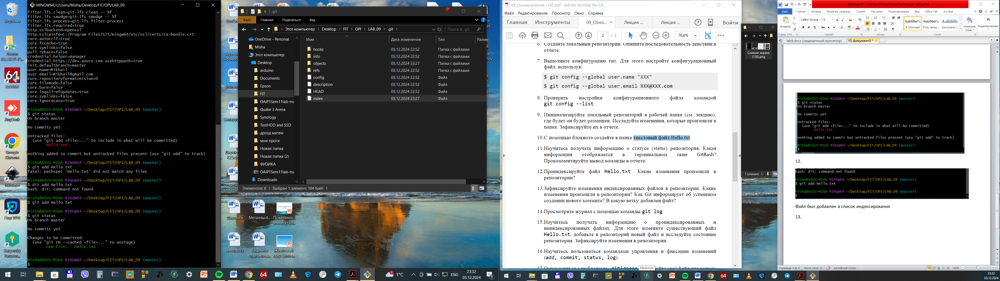 MINGW64:/c/Users/Misha/Desktop/FIT/OPI/LAB_09
filter.lfs.clean=git-lfs clean -- %f
filter.lfs.smudge=git-lfs smudge -- %f
filter.lfs.process=git-lfs filter-process
filter.lfs.required=true
http.sslbackend=openssl
http.sslcainfo=C:/Program Files/Git/mingw64/etc/ssl/certs/ca-bundle.crt
core.autocrlf=true
core.fscache=true
core.symlinks=false
pull.rebase=false
credential.helper=manager
credential.https://dev.azure.com.usehttppath=true
init.defaultbranch=master
user.name=Mikhail
user.email=Mikhail@gmail.com
core.repositoryformatversion=0
core.filemode=false
core.bare=false
core.logallrefupdates=true
core.symlinks=false
core.ignorecase=true
Misha@ASUS-MIHA MINGW64 ~/Desktop/FIT/OPI/LAB_09 (master)
$ git status
On branch master
No commits yet
Untracked files:
(use "git add <file>..." to include in what will be committed)
Hello.txt
nothing added to commit but untracked files present (use "git add" to track)
Misha@ASUS-MIHA MINGW64 ~/Desktop/FIT/OPI/LAB_09 (master)
$ git add Hello.txt
fatal: pathspec 'Hello.txt' did not match any files
Misha@ASUS-MIHA MINGW64 ~/Desktop/FIT/OPI/LAB_09 (master)
$ dit add Hello.txt
bash: dit: command not found
Misha@ASUS-MIHA MINGW64 ~/Desktop/FIT/OPI/LAB_09 (master)
$ git add Hello.txt
Misha@ASUS-MIHA MINGW64 ~/Desktop/FIT/OPI/LAB_09 (master)
$ git status
On branch master
No commits yet
Changes to be committed:
(use "git rm --cached <file>..." to unstage)
new file:   Hello.txt
Misha@ASUS-MIHA MINGW64 ~/Desktop/FIT/OPI/LAB_09 (master)
$
Корзина
Photos
(ALEXEYHO...
AIDA64
AnyDesk
Google
Chrome
Inkscape
Пор VPN
Kaspersky
Passwor...
.git
Файл Главная Поделиться Вид
Этот компьютер Desktop FIT OPI LAB_09 .git
Поиск в: .git
Имя Дата изменения Тип Разме
OneDrive - Personal
Misha
Этот компьютер
Desktop
arduino
Documents
Epson
FIT
OAIP1Sem11lab-ma
Quake 3 Arena
Synology
TestHDD and SSD
дрозд матем
мои проги
Новая папка
Новая папка (2)
ФИЗИКА
OAIP1Sem11lab-ma
Downloads
hooks 03.12.2024 22:52 Папка с файлами
info 03.12.2024 22:52 Папка с файлами
objects 03.12.2024 23:27 Папка с файлами
refs 03.12.2024 22:52 Папка с файлами
config 03.12.2024 22:52 Файл
description 03.12.2024 22:52 Файл
HEAD 03.12.2024 22:52 Файл
index 03.12.2024 23:27 Файл
Элементов: 8 Выбран 1 элемент: 104 байт
Дар.docx
Металлы.d...
Поверхнос...
аппарат кл...
англ.docx
Видимое
годичное д...
Животный
мир Белов...
1°C
ENG
23:32
03.12.2024
1
09_Ознокомление с GIT.pdf - Adobe Acrobat Pro DC
Файл Редактирование Просмотр Окно Справка
Главная Инструменты 09_Озно... Лекция ... Лекция ... Войти
2 / 3 76,6%
6. Создайте локальный репозиторий. Опишите последовательность действий в
отчете.
7. Выполните конфигурацию гит. Для этого настройте конфигурационный
файл, используя:
$ git config --global user.name "XXX"
$ git config --global user.email XXX@XXX.com
8. Проверить настройки конфигурационного файла командой
git config --list
9. Инициализируйте локальный репозиторий в рабочей папке (см. лекцию),
где будет он будет размещен. Исследуйте изменения, которые произошли в
папке. Зафиксируйте их в отчете.
10.С помощью блокнота создайте в папке текстовый файл Hello.txt.
11.Научитесь получать информацию о статусе (status) репозитория. Какая
информация отображается в терминальном окне GitBash?
Прокомментируйте вывод команды в отчете.
12.Проиндексируйте файл Hello.txt Какие изменения произошли в
репозитории?
13.Зафиксируйте изменения индексированных файлов в репозитории. Какие
изменения произошли в репозитории? Как Git информирует об успешном
создании нового коммита? В какую ветку добавлен файл?
14.Просмотрите журнал с помощью команды git log
15.Научитесь получать информацию о проиндексированных и
неиндексированных файлах. Для этого измените существующий файл
Hello.txt, добавьте в репозиторий новый файл и исследуйте состояние
репозитория. Зафиксируйте изменения в репозитории.
16.Научитесь пользоваться командами управления и фиксации изменений
(add, commit, status, log).
MediaGet
Снимок экрана
(138).png
1 элемент
Документ2 - Microsoft Word (Сбой активации продукта)
Файл Главная Вставка Разметка страницы Ссылки Рассылки Рецензирование Вид Office Tab Acrobat
Вставить
Calibri (Основ 14
АаБбВвГг, АаБбВвГг, АаБбВı
¶ Обычный ¶ Без интер... Заголовок 1
Изменить
стили
Редактирование
Буфер обм... Шрифт Абзац Стили
lab9.docx (защищенный просмотр) Документ2 *
Misha@ASUS-MIHA MINGW64 ~/Desktop/FIT/OPI/LAB_09 (master)
$ git status
On branch master
No commits yet
Untracked files:
(use "git add <file>..." to include in what will be committed)
Hello.txt
nothing added to commit but untracked files present (use "git add" to track)
Misha@ASUS-MIHA MINGW64 ~/Desktop/FIT/OPI/LAB_09 (master)
$
12.
bash: dit: command not found
Misha@ASUS-MIHA MINGW64 ~/Desktop/FIT/OPI/LAB_09 (master)
$ git add Hello.txt
Misha@ASUS-MIHA MINGW64 ~/Desktop/FIT/OPI/LAB_09 (master)
$
Файл был добавлен в список индексирования
13.
Страница: 4 из 4 Число слов: 33 английский (США) 100%
23:32
03.12.2024